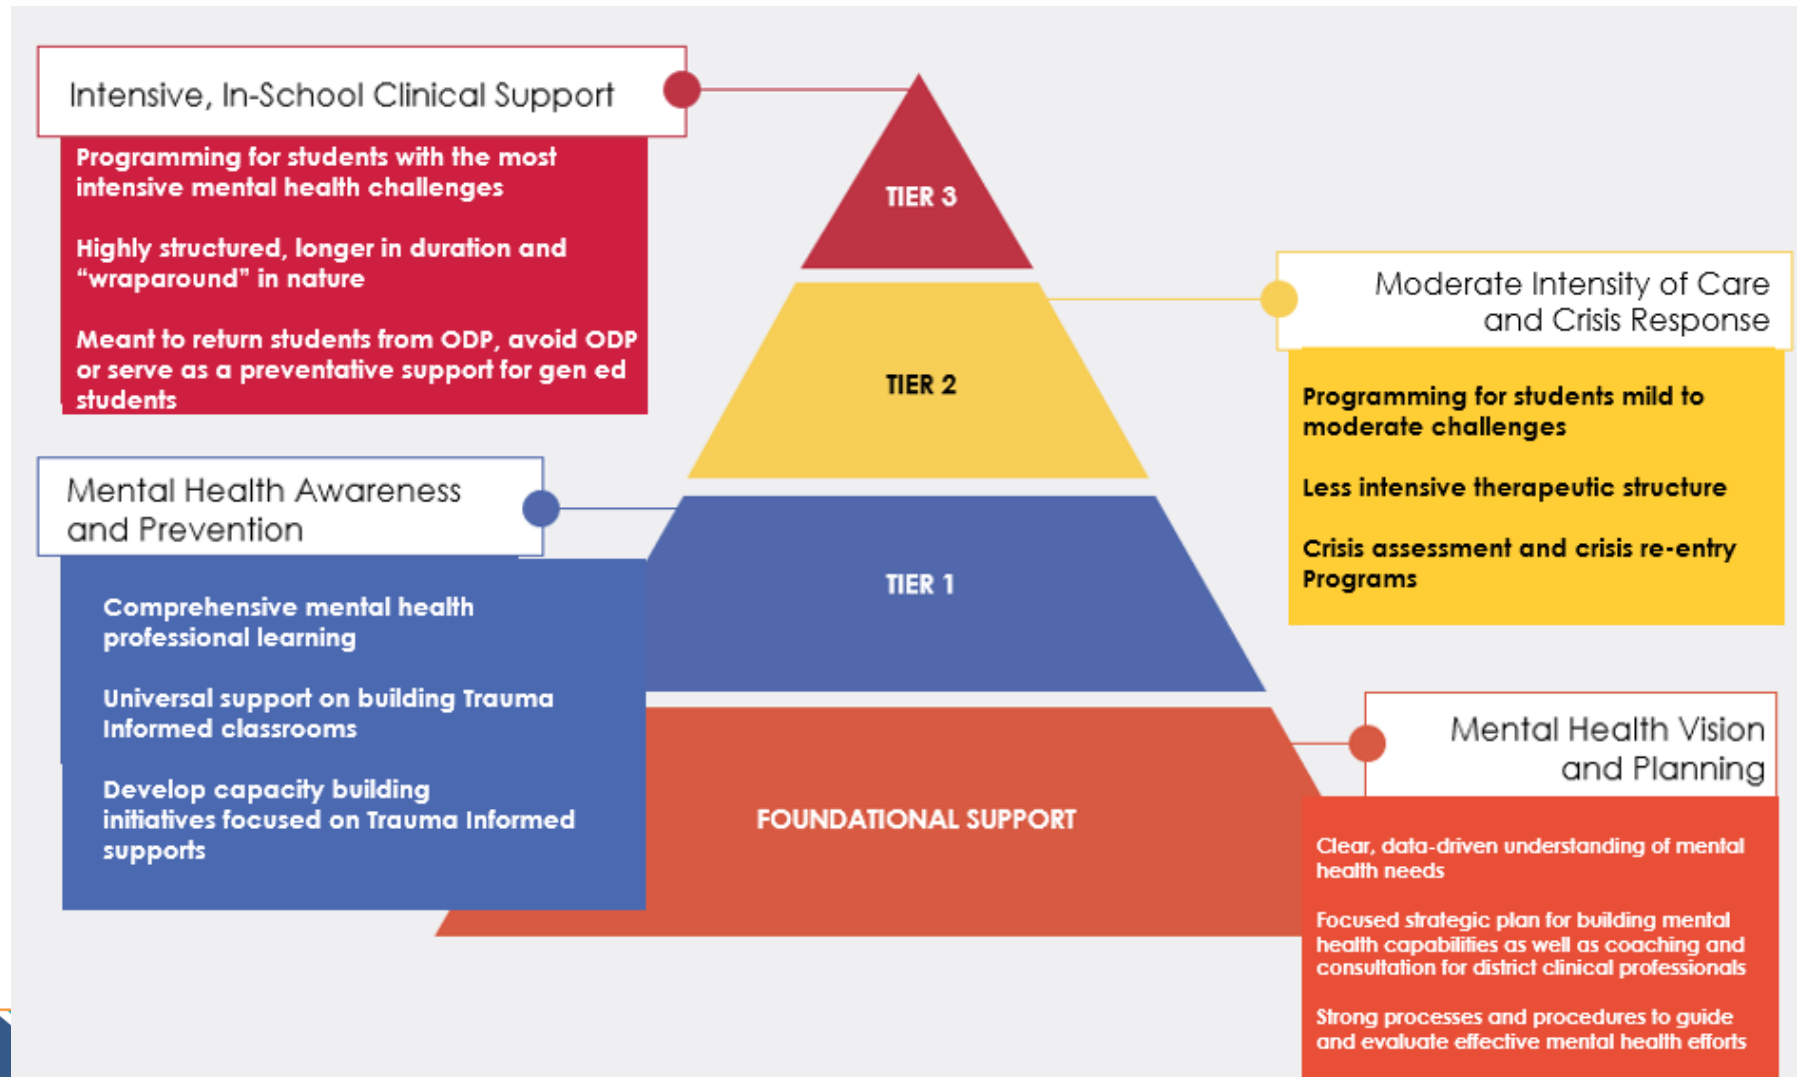 Intensive, In-School Clinical Support
Programming for students with the most
intensive mental health challenges
Highly structured, longer in duration and
“wraparound” in nature
Meant to return students from ODP, avoid ODP
or serve as a preventative support for gen ed
students
TIER 3
Moderate Intensity of Care
and Crisis Response
Programming for students mild to
moderate challenges
Less intensive therapeutic structure
Crisis assessment and crisis re-entry
Programs
TIER 2
Mental Health Awareness
and Prevention
Comprehensive mental health
professional learning
Universal support on building Trauma
Informed classrooms
Develop capacity building
initiatives focused on Trauma Informed
supports
TIER 1
Mental Health Vision
and Planning
Clear, data-driven understanding of mental
health needs
Focused strategic plan for building mental
health capabilities as well as coaching and
consultation for district clinical professionals
Strong processes and procedures to guide
and evaluate effective mental health efforts
FOUNDATIONAL SUPPORT